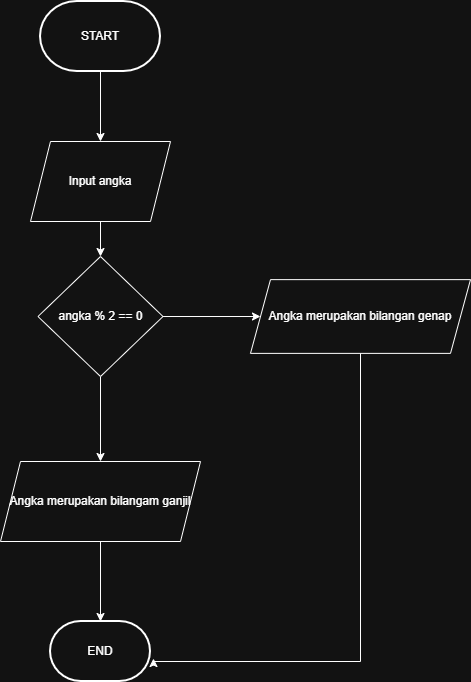 START
Input angka
angka % 2 == 0
Angka merupakan bilangan genap
Angka merupakan bilangam ganjil
END